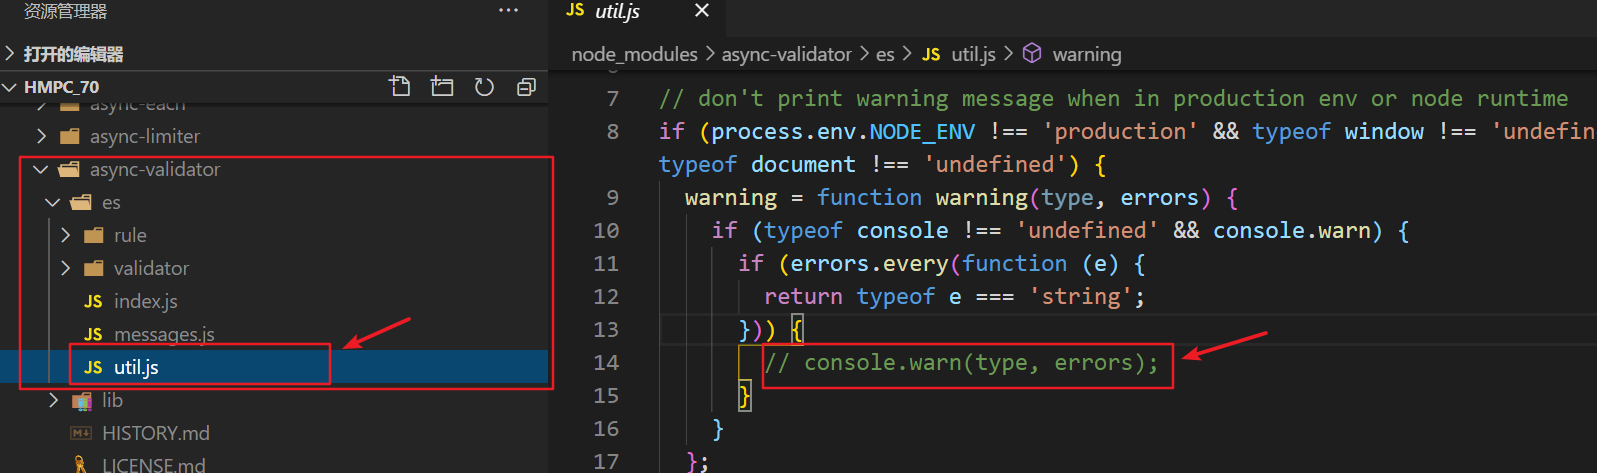 资源管理器
打开的编辑器
HMPC_70
async-each
async-limiter
async-validator
es
rule
validator
JS index.js
JS messages.js
JS util.js
lib
HISTORY.md
LICENSE.md
JS util.js
node_modules > async-validator > es > JS util.js > warning
7 // don't print warning message when in production env or node runtime
8 if (process.env.NODE_ENV !== 'production' && typeof window !== 'undefin
typeof document !== 'undefined') {
9 warning = function warning(type, errors) {
10 if (typeof console !== 'undefined' && console.warn) {
11 if (errors.every(function (e) {
12 return typeof e === 'string';
13 })) {
14 // console.warn(type, errors);
15 }
16 }
17 };